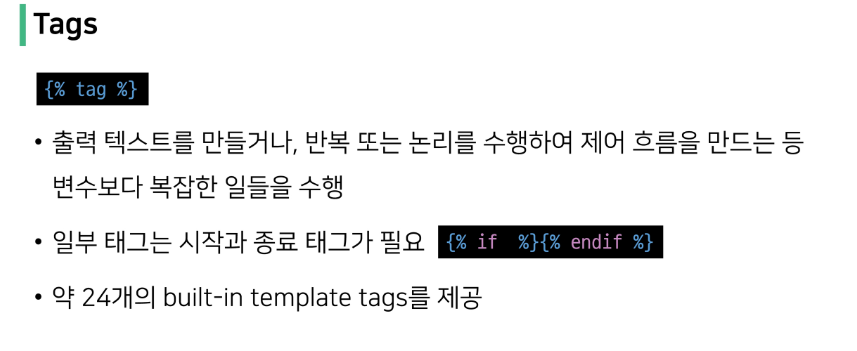 Tags
{% tag %}
• 출력 텍스트를 만들거나, 반복 또는 논리를 수행하여 제어 흐름을 만드는 등
변수보다 복잡한 일들을 수행
• 일부 태그는 시작과 종료 태그가 필요 {% if  %}{% endif %}
• 약 24개의 built-in template tags를 제공